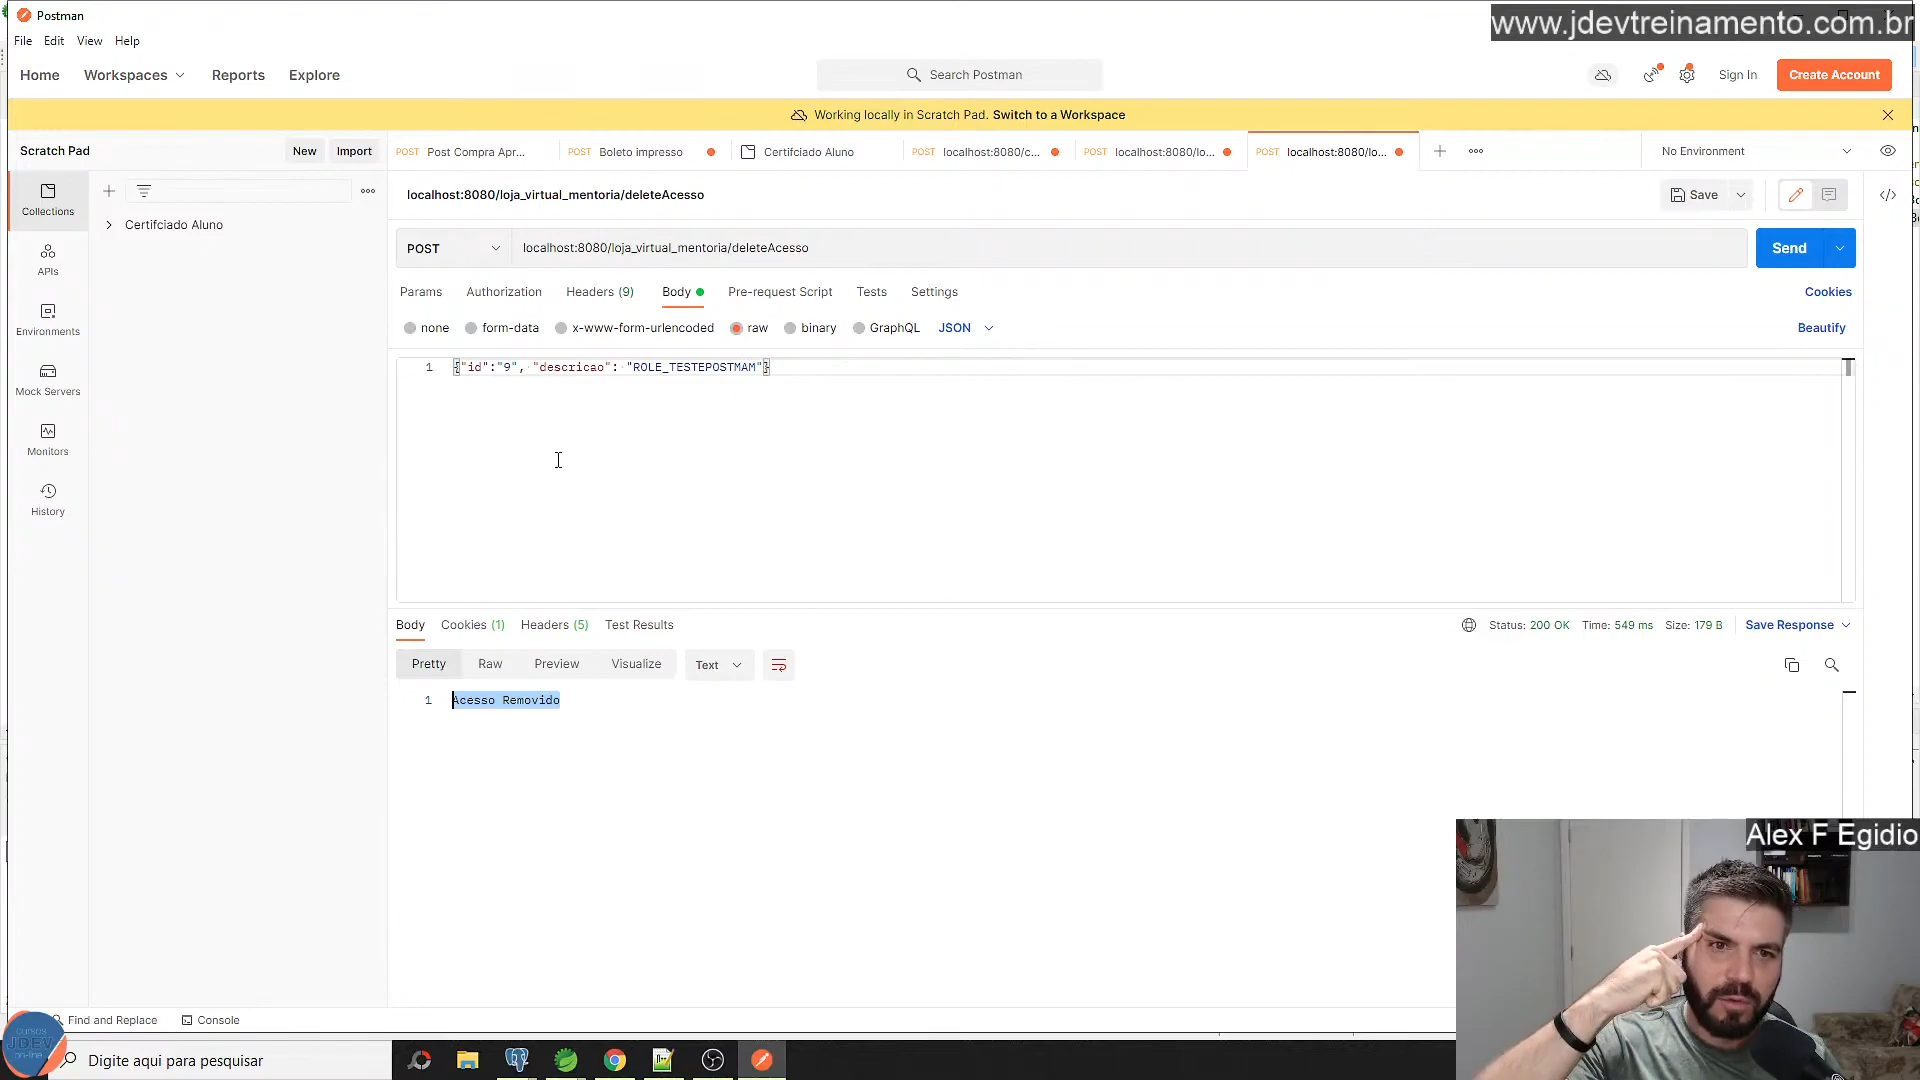 Postman
www.jdevtreinamento.com.br
File Edit View Help
Home Workspaces Reports Explore
Search Postman
Sign In Create Account
Working locally in Scratch Pad. Switch to a Workspace
Scratch Pad New Import
POST Post Compra Apr...
POST Boleto impresso
Certifciado Aluno
POST localhost:8080/c...
POST localhost:8080/lo...
POST localhost:8080/lo...
No Environment
Collections
Certifciado Aluno
localhost:8080/loja_virtual_mentoria/deleteAcesso
Save
POST localhost:8080/loja_virtual_mentoria/deleteAcesso
Send
APIs
Params Authorization Headers (9) Body Pre-request Script Tests Settings Cookies
Environments
none form-data x-www-form-urlencoded raw binary GraphQL JSON Beautify
1 {"id":"9", "descricao": "ROLE_TESTEPOSTMAM"}
Mock Servers
Monitors
History
Body Cookies (1) Headers (5) Test Results
Status: 200 OK Time: 549 ms Size: 179 B Save Response
Pretty Raw Preview Visualize Text
1 Acesso Removido
Alex F Egidio
Find and Replace Console
cursos
JDEV
on-line
Digite aqui para pesquisar